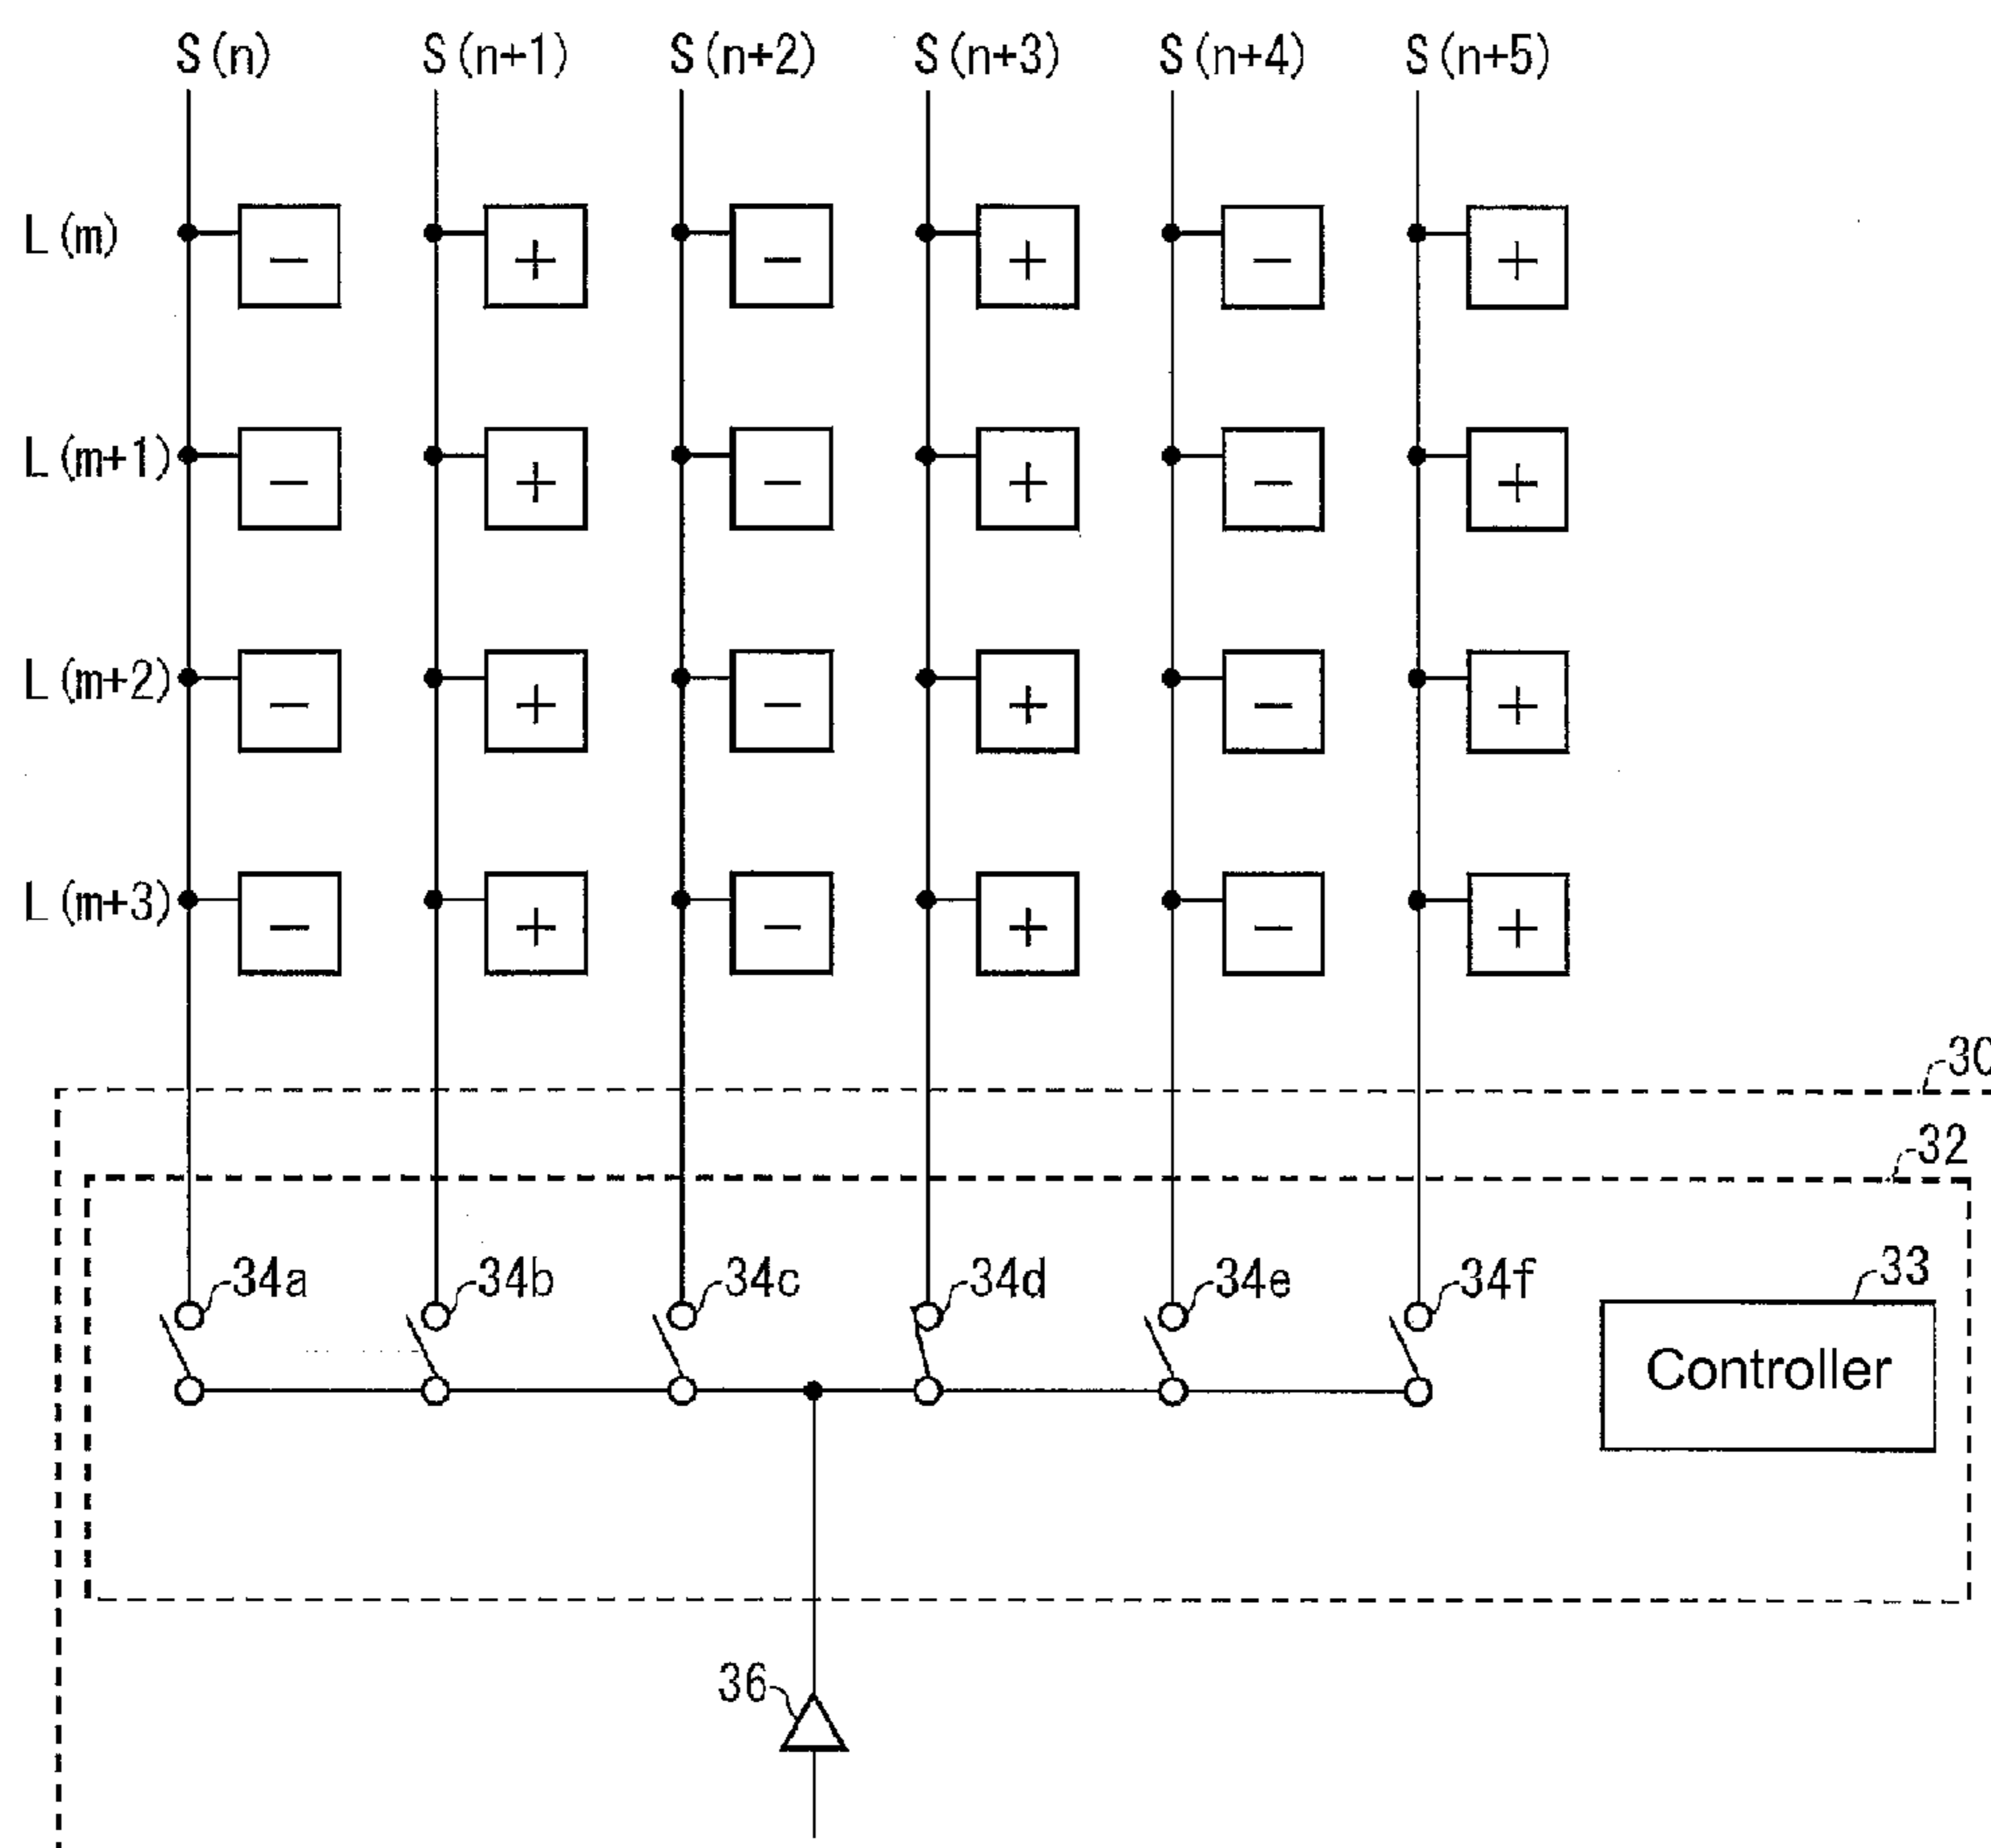 S(n) S(n+1) S(n+2) S(n+3) S(n+4) S(n+5)
L(m) − + − + − +
L(m+1) − + − + − +
L(m+2) − + − + − +
L(m+3) − + − + − +
30
32
34a 34b 34c 34d 34e 34f 33
Controller
36